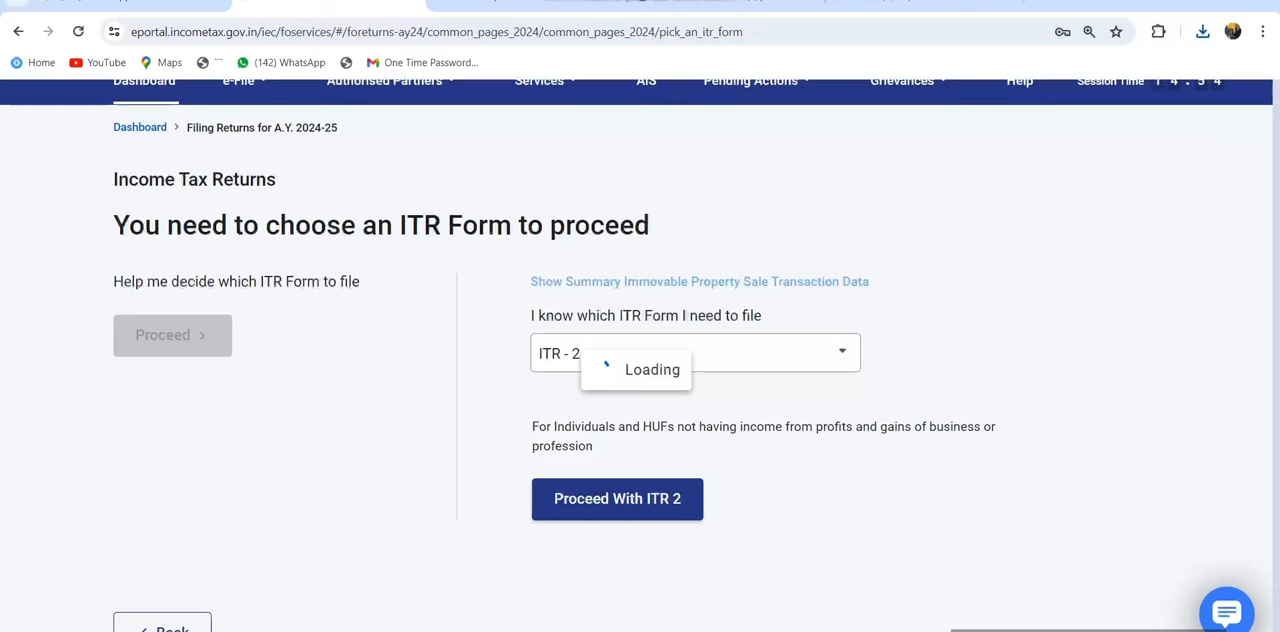 eportal.incometax.gov.in/iec/foservices/#/foreturns-ay24/common_pages_2024/common_pages_2024/pick_an_itr_form
Home YouTube Maps (142) WhatsApp One Time Password...
Dashboard e-File Authorised Partners Services AIS Pending Actions Grievances Help Session Time 1 4 : 5 4
Dashboard > Filing Returns for A.Y. 2024-25
Income Tax Returns
You need to choose an ITR Form to proceed
Help me decide which ITR Form to file
Proceed >
Show Summary Immovable Property Sale Transaction Data
I know which ITR Form I need to file
ITR - 2
Loading
For Individuals and HUFs not having income from profits and gains of business or
profession
Proceed With ITR 2
< Back